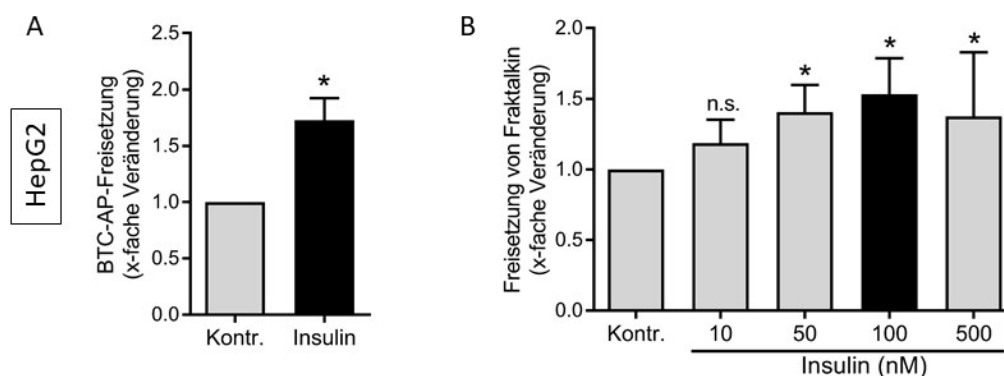 A
HepG2
BTC-AP-Freisetzung
(x-fache Veränderung)
2.5
2.0
1.5
1.0
0.5
0.0
*
Kontr.
Insulin
B
Freisetzung von Fraktalkin
(x-fache Veränderung)
2.0
1.5
1.0
0.5
0.0
n.s.
*
*
*
Kontr.
10
50
100
500
Insulin (nM)